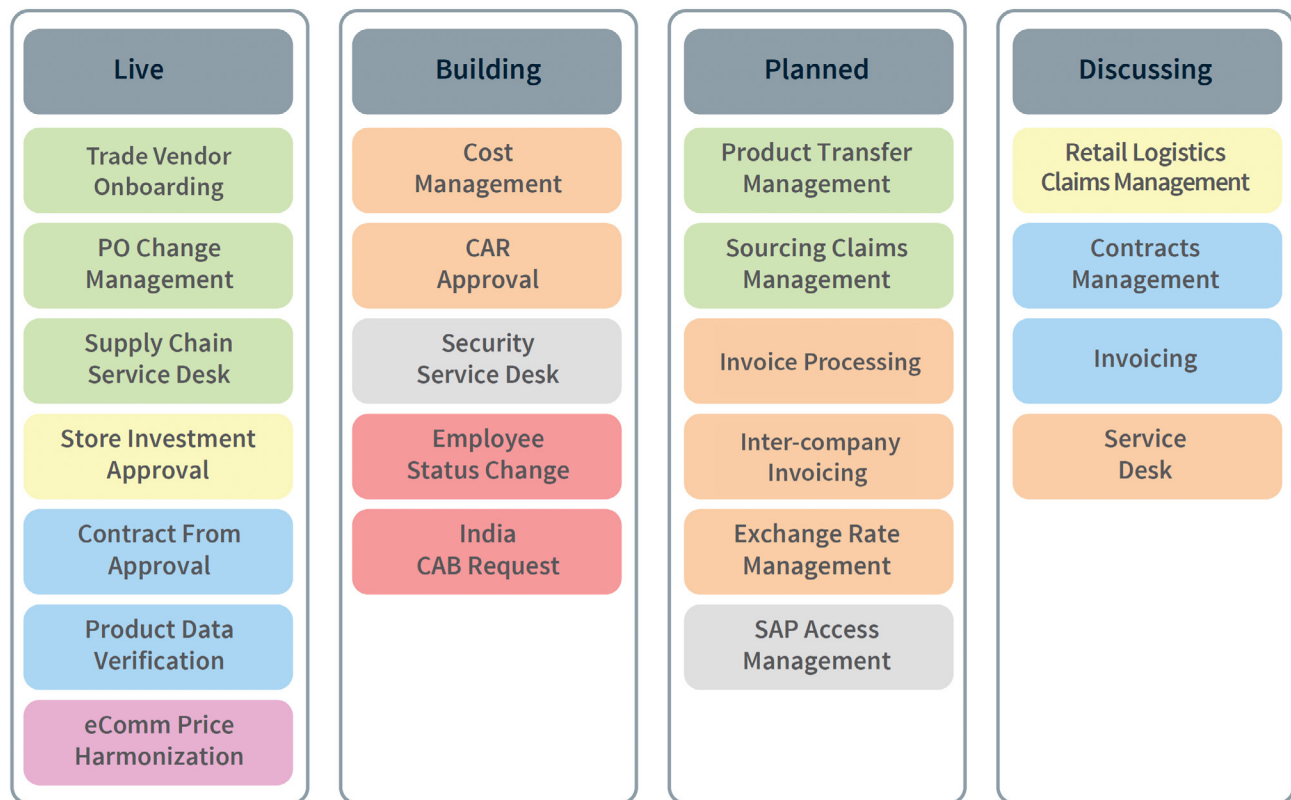 Live
Trade Vendor
Onboarding
PO Change
Management
Supply Chain
Service Desk
Store Investment
Approval
Contract From
Approval
Product Data
Verification
eComm Price
Harmonization
Building
Cost
Management
CAR
Approval
Security
Service Desk
Employee
Status Change
India
CAB Request
Planned
Product Transfer
Management
Sourcing Claims
Management
Invoice Processing
Inter-company
Invoicing
Exchange Rate
Management
SAP Access
Management
Discussing
Retail Logistics
Claims Management
Contracts
Management
Invoicing
Service
Desk